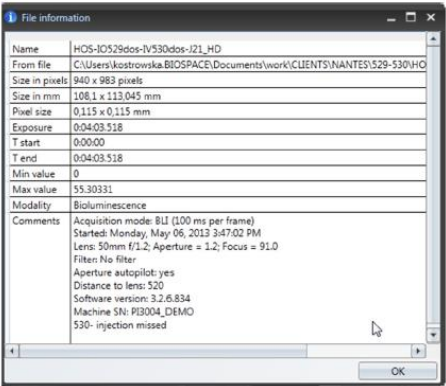 File information
Name HOS-IO529dos-IV530dos-J21_HD
From file C:\Users\kostrowska.BIOSPACE\Documents\work\CLIENTS\NANTES\529-530\HO
Size in pixels 940 x 983 pixels
Size in mm 108,1 x 113,045 mm
Pixel size 0,115 x 0,115 mm
Exposure 0:04:03.518
T start 0:00:00
T end 0:04:03.518
Min value 0
Max value 55.30331
Modality Bioluminescence
Comments Acquisition mode: BLI (100 ms per frame)
Started: Monday, May 06, 2013 3:47:02 PM
Lens: 50mm f/1.2; Aperture = 1.2; Focus = 91.0
Filter: No filter
Aperture autopilot: yes
Distance to lens: 520
Software version: 3.2.6.834
Machine SN: PI3004_DEMO
530- injection missed
OK